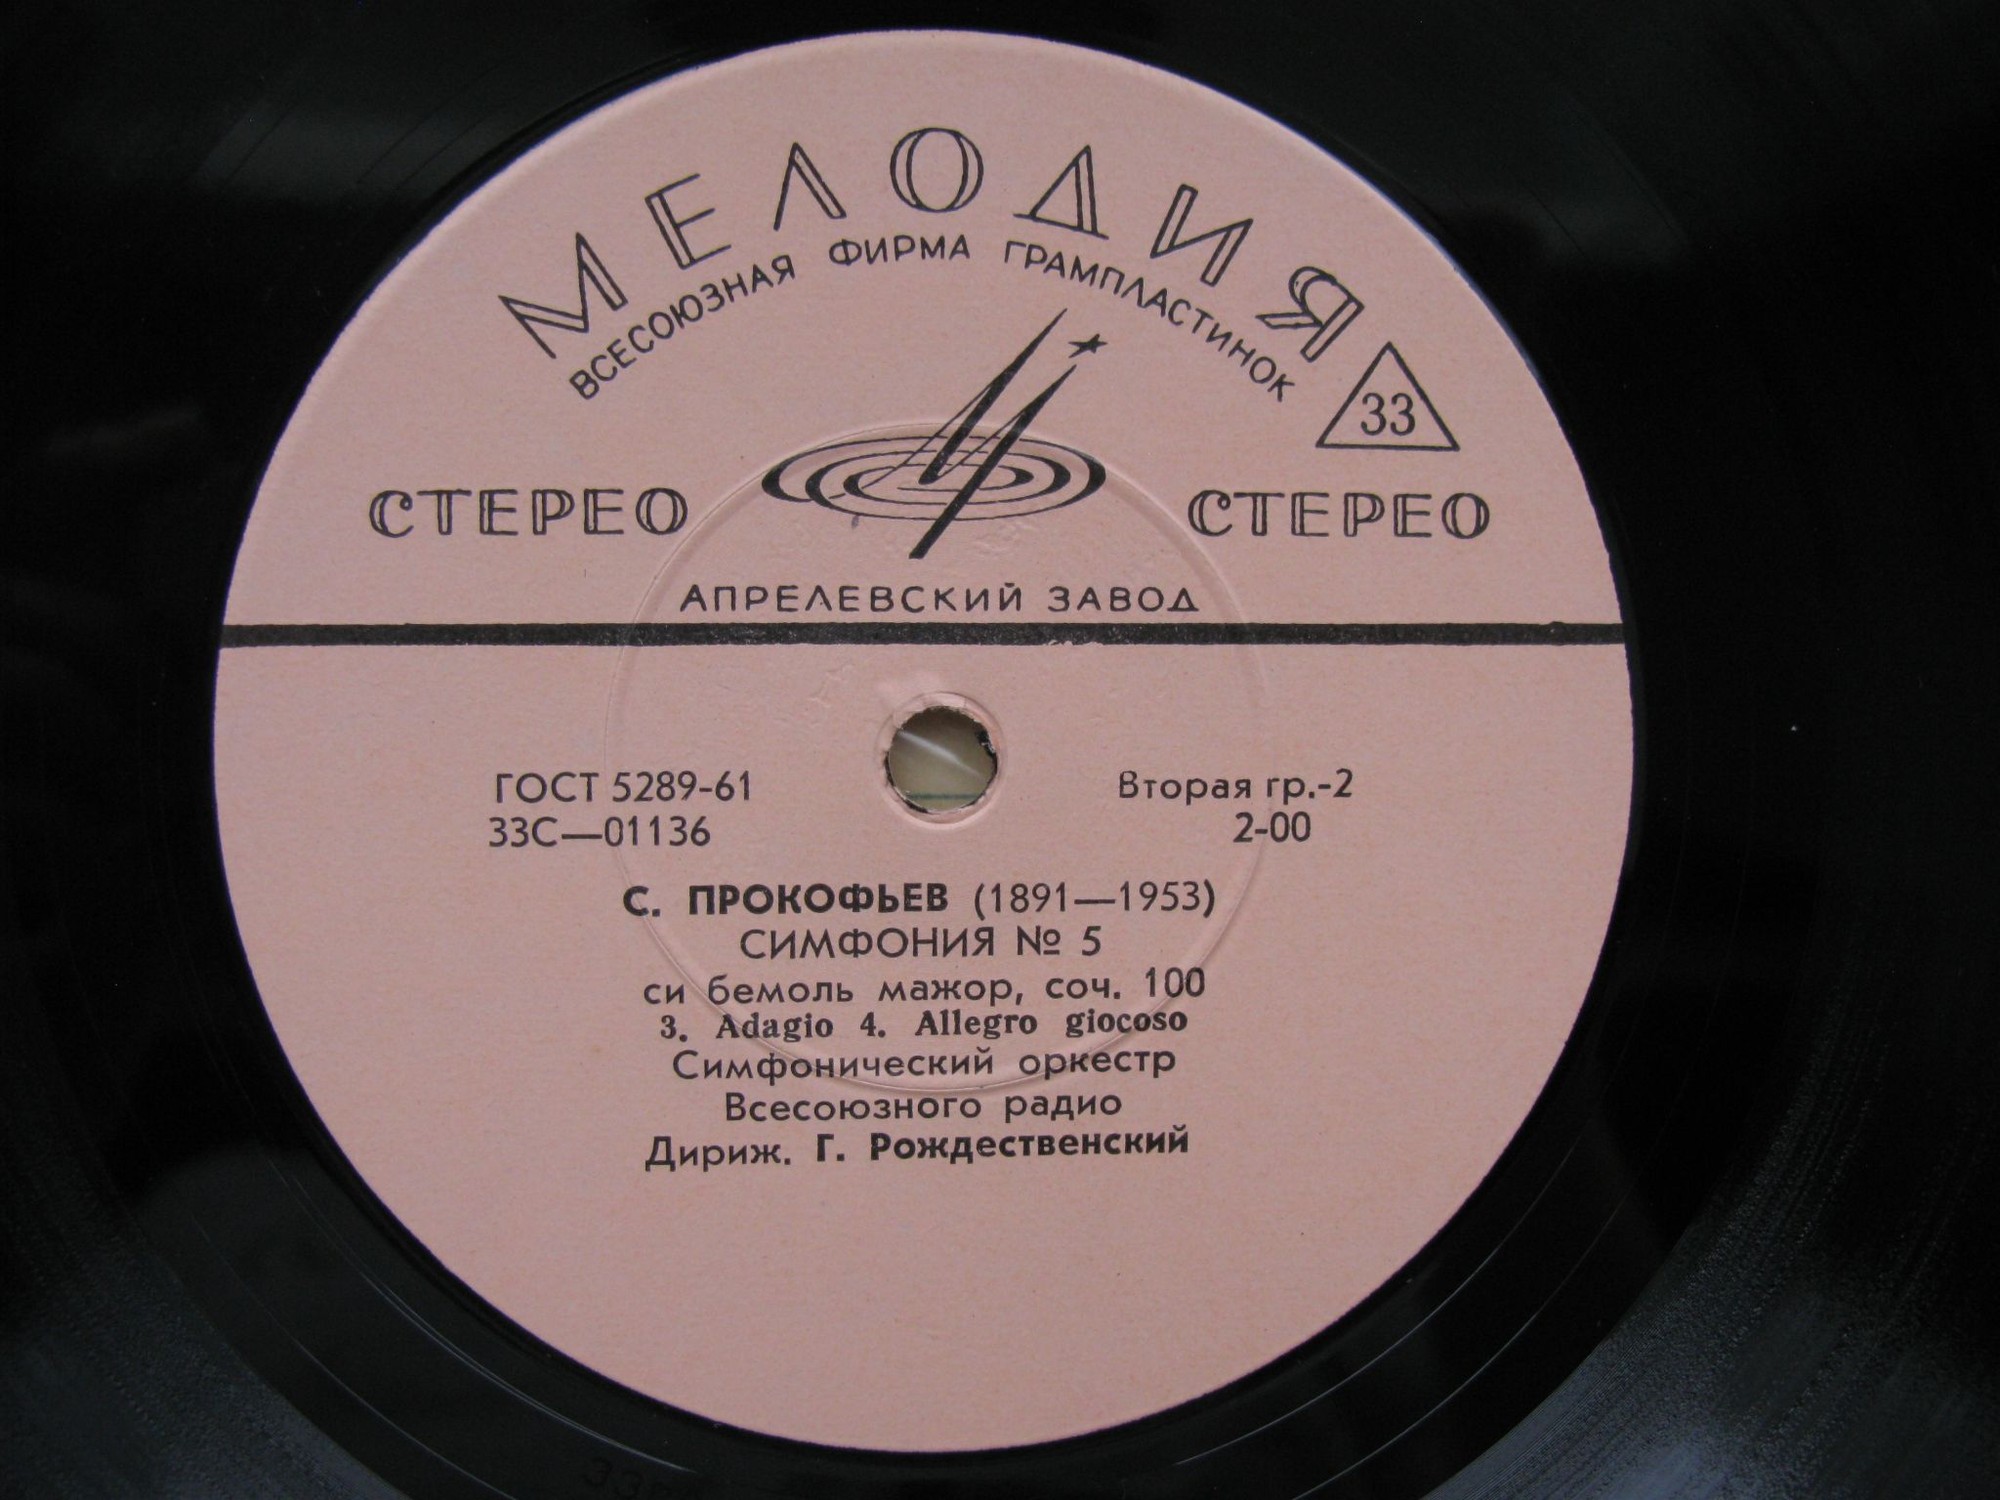 МЕЛОДИЯ
ВСЕСОЮЗНАЯ ФИРМА ГРАМПЛАСТИНОК
33
СТЕРЕО СТЕРЕО
АПРЕЛЕВСКИЙ ЗАВОД
ГОСТ 5289-61 Вторая гр.-2
33С—01136 2-00
С. ПРОКОФЬЕВ (1891—1953)
СИМФОНИЯ № 5
си бемоль мажор, соч. 100
3. Adagio 4. Allegro giocoso
Симфонический оркестр
Всесоюзного радио
Дириж. Г. Рождественский